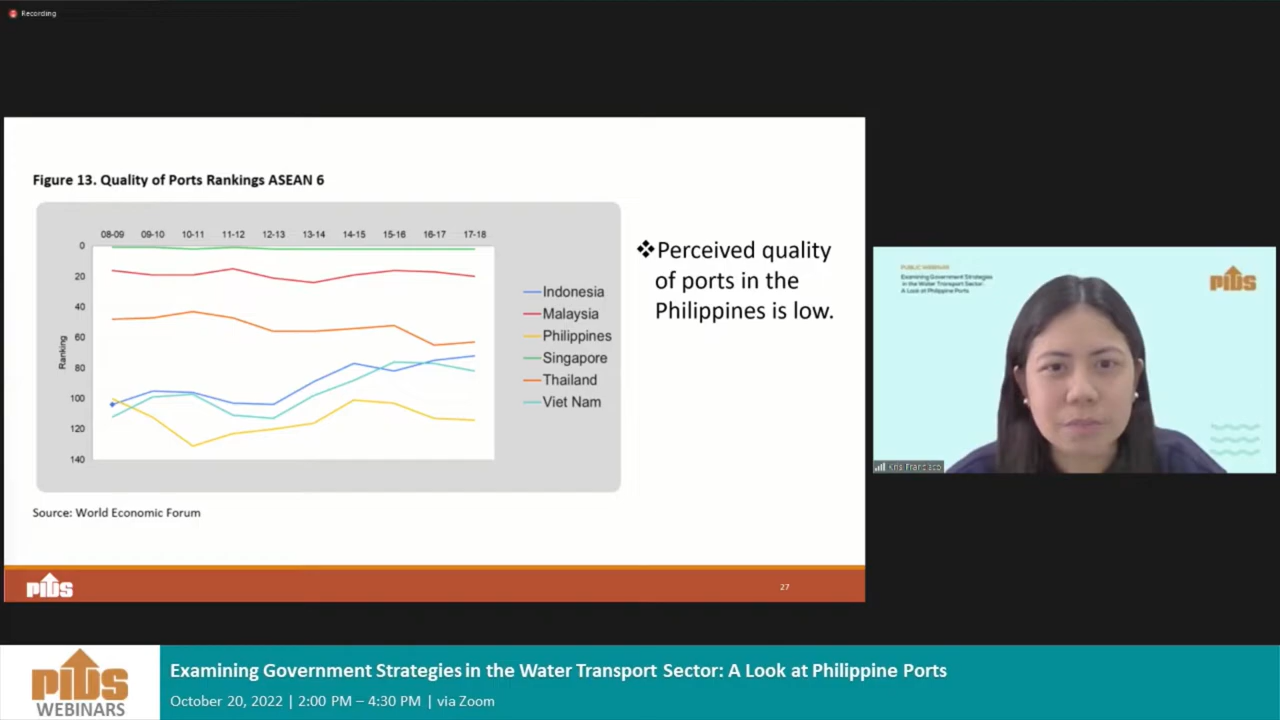 Recording
Figure 13. Quality of Ports Rankings ASEAN 6
08-09 09-10 10-11 11-12 12-13 13-14 14-15 15-16 16-17 17-18
0
20
40
60
80
100
120
140
Ranking
Indonesia
Malaysia
Philippines
Singapore
Thailand
Viet Nam
Source: World Economic Forum
❖Perceived quality
of ports in the
Philippines is low.
PIDS
27
PUBLIC WEBINAR
Examining Government Strategies
in the Water Transport Sector:
A Look at Philippine Ports
PIDS
Kris Francisco
PIDS
WEBINARS
Examining Government Strategies in the Water Transport Sector: A Look at Philippine Ports
October 20, 2022 | 2:00 PM – 4:30 PM | via Zoom